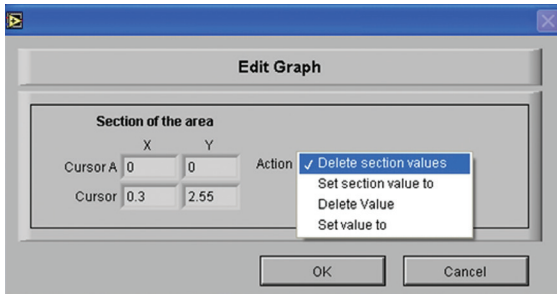 Edit Graph
Section of the area
X Y
Cursor A 0 0 Action ✓ Delete section values
Set section value to
Cursor 0.3 2.55 Delete Value
Set value to
OK Cancel